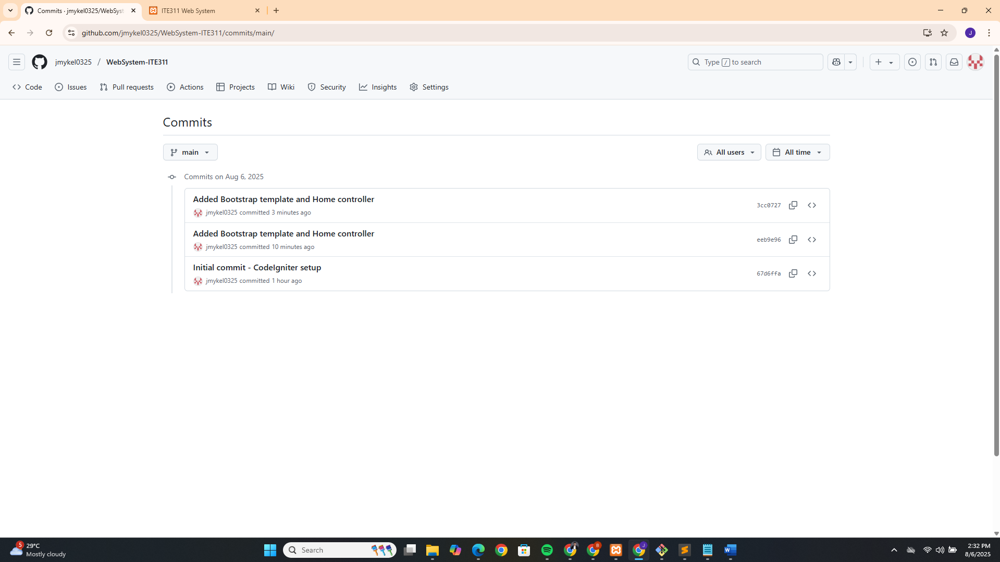 Commits · jmykel0325/WebSyst
ITE311 Web System
github.com/jmykel0325/WebSystem-ITE311/commits/main/
J
jmykel0325 / WebSystem-ITE311
Type / to search
Code
Issues
Pull requests
Actions
Projects
Wiki
Security
Insights
Settings
Commits
main
All users
All time
Commits on Aug 6, 2025
Added Bootstrap template and Home controller
jmykel0325 committed 3 minutes ago
3cc0727
Added Bootstrap template and Home controller
jmykel0325 committed 10 minutes ago
eeb9e96
Initial commit - CodeIgniter setup
jmykel0325 committed 1 hour ago
67d6ffa
5
29°C
Mostly cloudy
Search
B
J
W
2:32 PM
8/6/2025